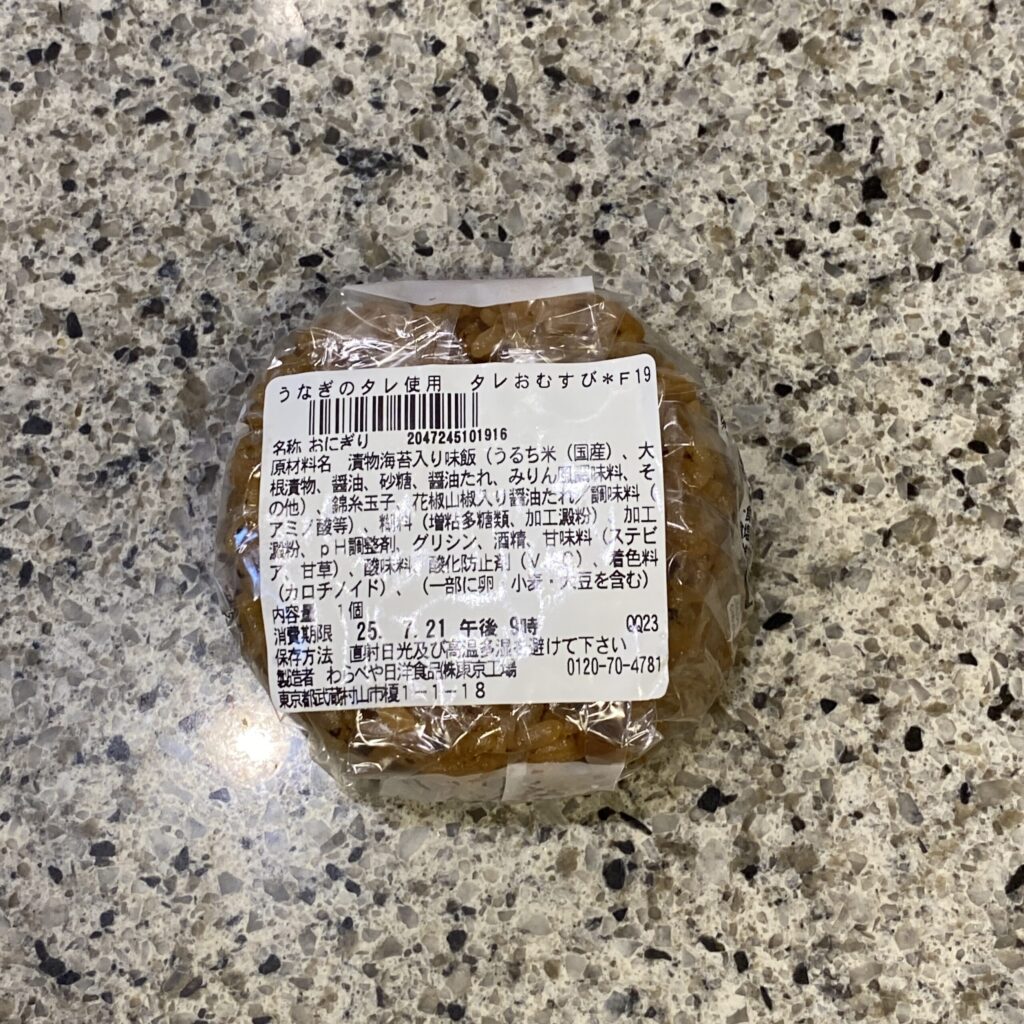 うなぎのタレ使用　タレおむすび＊F19
名称 おにぎり　2047245101916
原材料名　漬物海苔入り味飯（うるち米（国産）、大
根漬物、醤油、砂糖、醤油たれ、みりん風調味料、そ
の他）、錦糸玉子、花椒山椒入り醤油たれ／調味料（
アミノ酸等）、糊料（増粘多糖類、加工澱粉）　加工
澱粉、pH調整剤、グリシン、酒精、甘味料（ステビ
ア、甘草）、酸味料　酸化防止剤（V.C）、着色料
（カロチノイド）、（一部に卵・小麦・大豆を含む）
内容量　1個
消費期限　25. 7.21 午後 9時　QQ23
保存方法　直射日光及び高温多湿を避けて下さい
製造者　わらべや日洋食品㈱東京工場　0120-70-4781
東京都武蔵村山市榎1-1-18